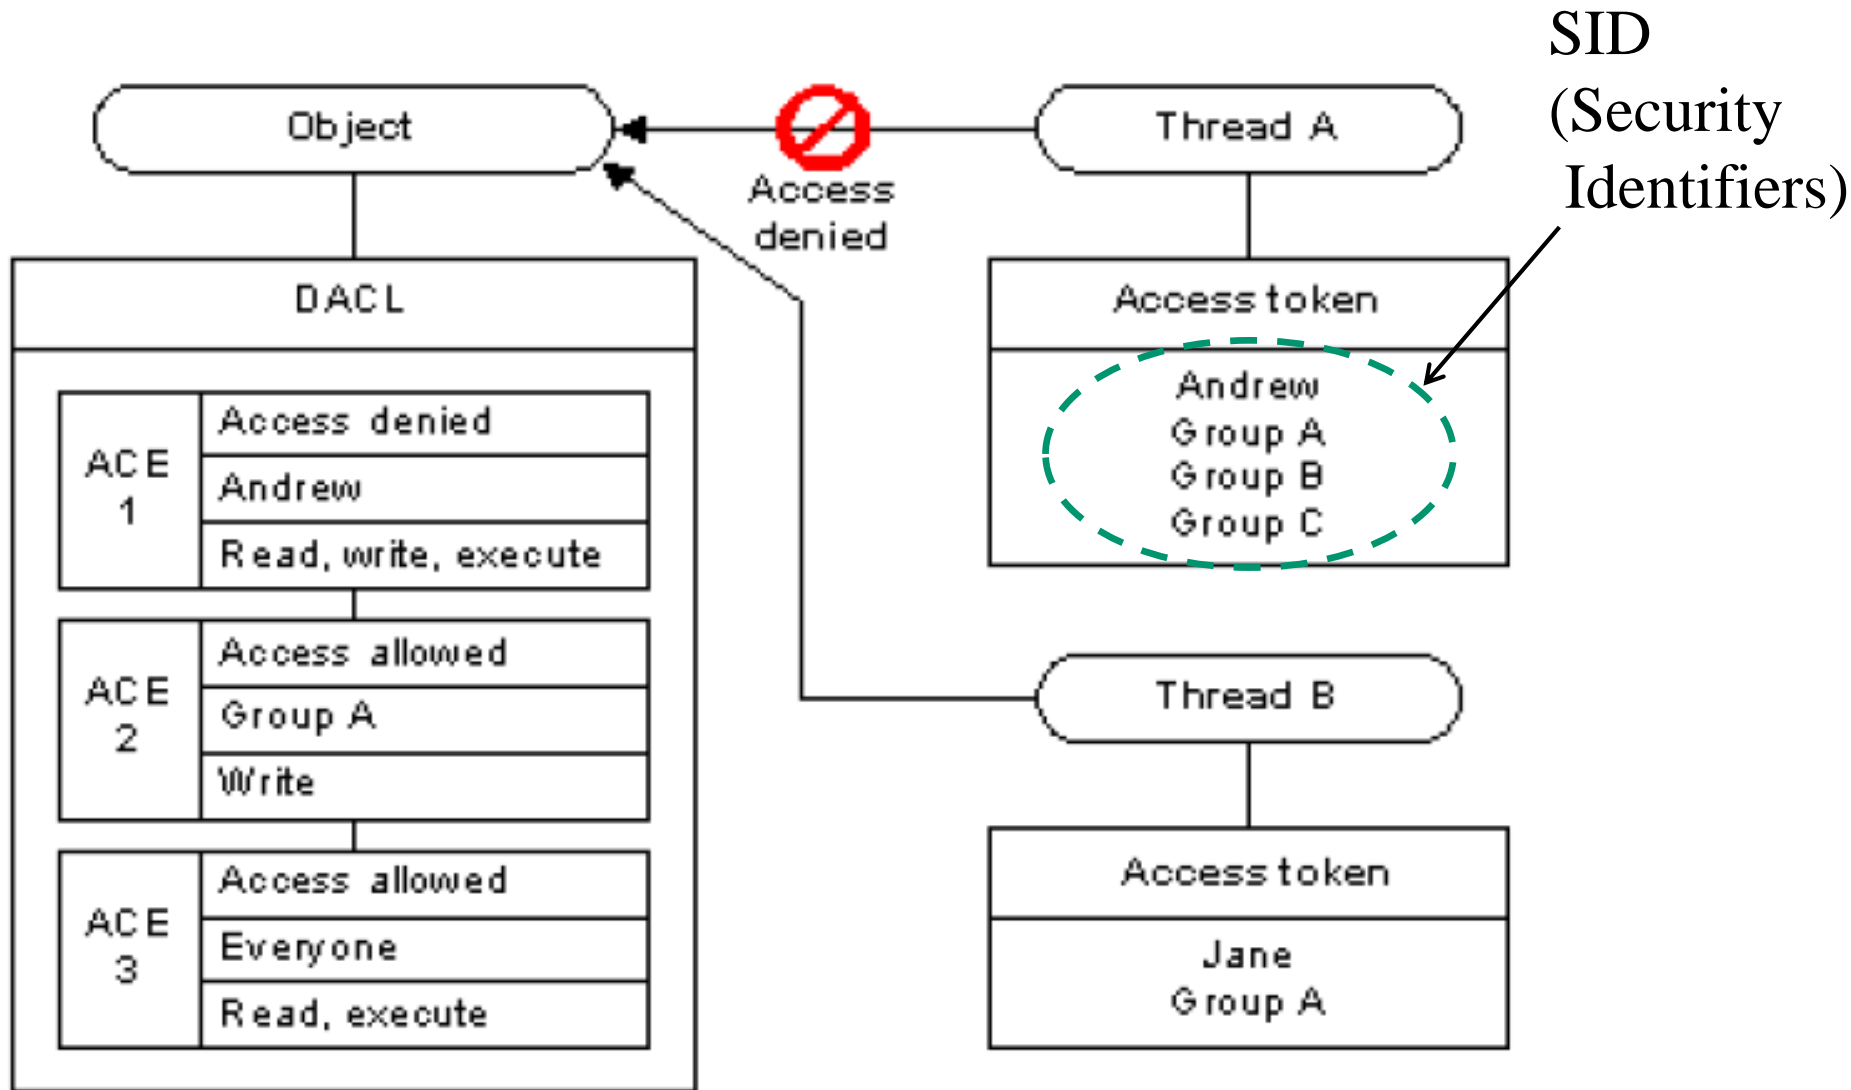 SID
(Security
Identifiers)
Object
Thread A
Access
denied
DACL
Access token
ACE
1
Access denied
Andrew
Read, write, execute
Andrew
Group A
Group B
Group C
ACE
2
Access allowed
Group A
Write
Thread B
ACE
3
Access allowed
Everyone
Read, execute
Access token
Jane
Group A